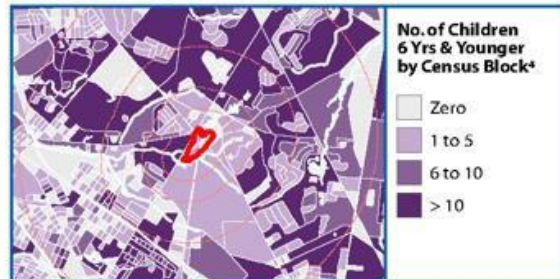 No. of Children
6 Yrs & Younger
by Census Block⁴
Zero
1 to 5
6 to 10
> 10